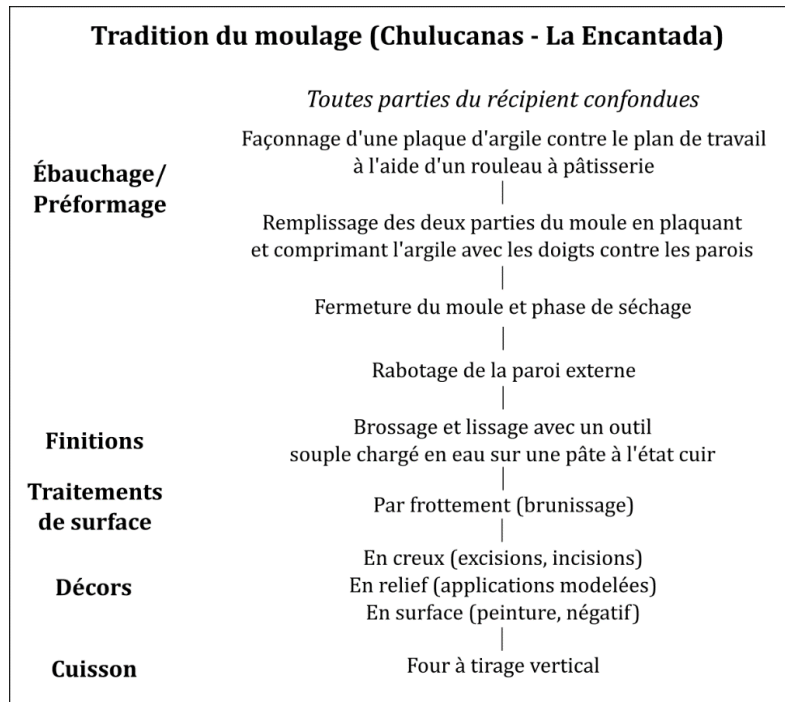 Tradition du moulage (Chulucanas - La Encantada)
Toutes parties du récipient confondues
Ébauchage/
Préformage
Façonnage d'une plaque d'argile contre le plan de travail
à l'aide d'un rouleau à pâtisserie
Remplissage des deux parties du moule en plaquant
et comprimant l'argile avec les doigts contre les parois
Fermeture du moule et phase de séchage
Rabotage de la paroi externe
Finitions
Brossage et lissage avec un outil
souple chargé en eau sur une pâte à l'état cuir
Traitements
de surface
Par frottement (brunissage)
Décors
En creux (excisions, incisions)
En relief (applications modelées)
En surface (peinture, négatif)
Cuisson
Four à tirage vertical